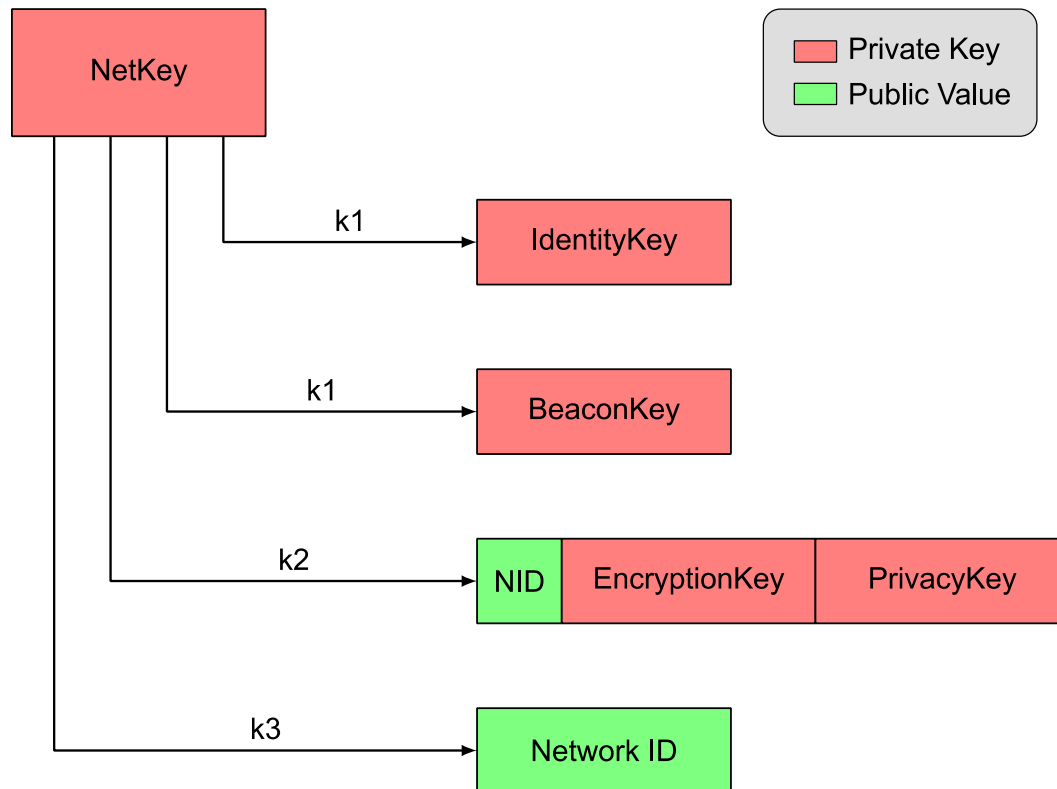 NetKey
Private Key
Public Value
k1
IdentityKey
k1
BeaconKey
k2
NID
EncryptionKey
PrivacyKey
k3
Network ID